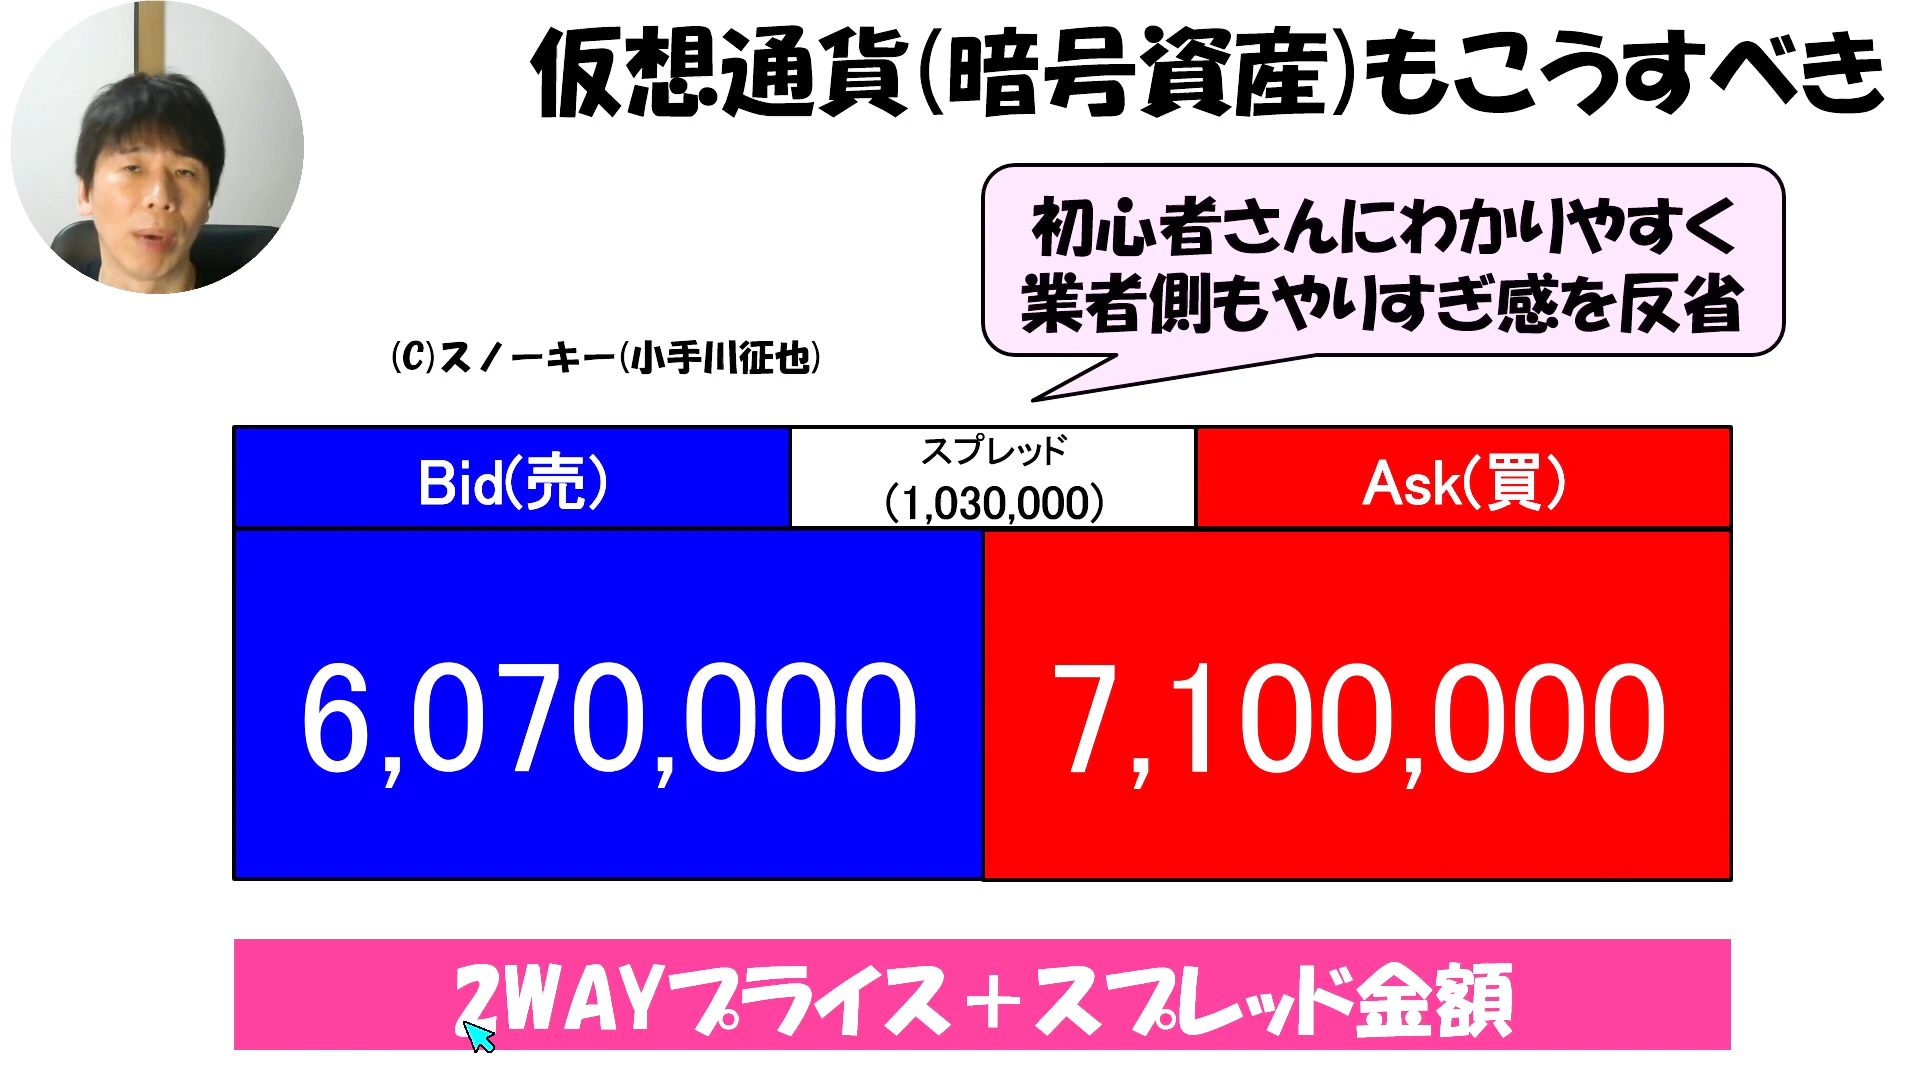 仮想通貨(暗号資産)もこうすべき
初心者さんにわかりやすく
業者側もやりすぎ感を反省
(C)スノーキー(小手川征也)
Bid(売)
スプレッド
(1,030,000)
Ask(買)
6,070,000
7,100,000
2WAYプライス＋スプレッド金額